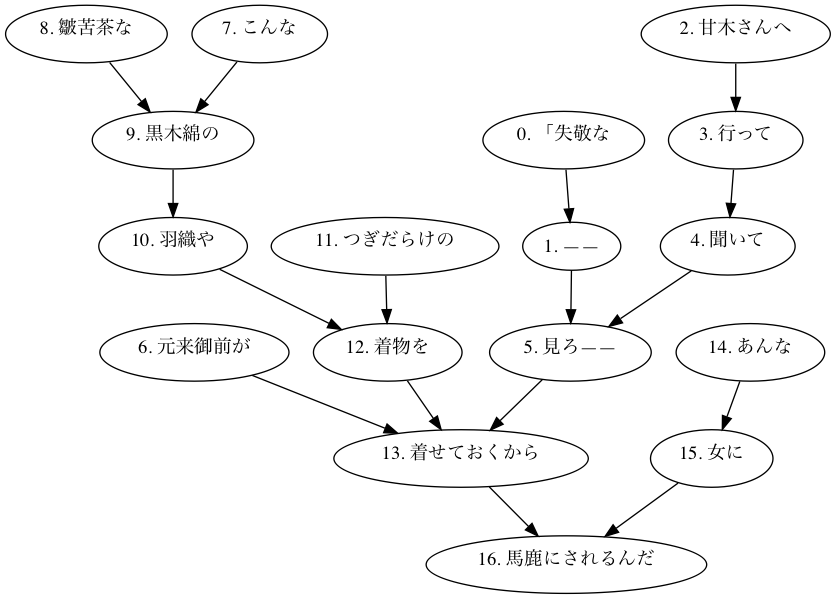 8. 皺苦茶な
7. こんな
2. 甘木さんへ
9. 黒木綿の
0. 「失敬な
3. 行って
10. 羽織や
11. つぎだらけの
1. ――
4. 聞いて
6. 元来御前が
12. 着物を
5. 見ろ――
14. あんな
13. 着せておくから
15. 女に
16. 馬鹿にされるんだ